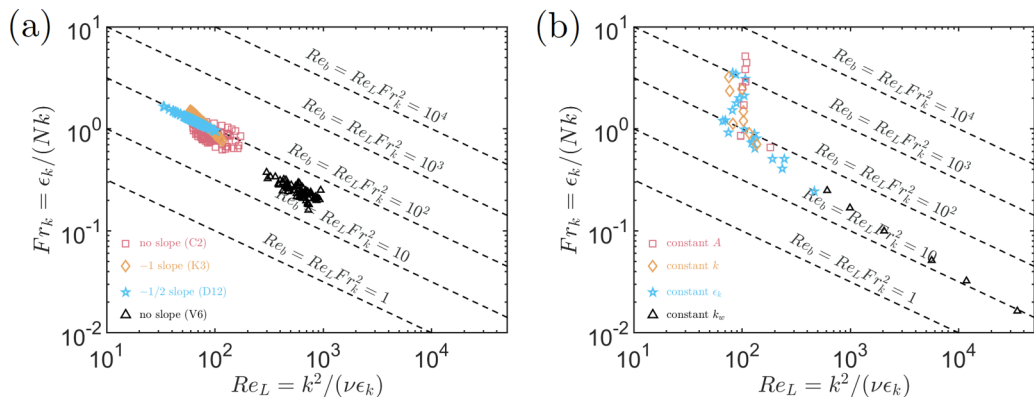 (a)
10^1
10^0
10^{-1}
10^{-2}
Fr_k = ϵ_k/(Nk)
Re_b = Re_L Fr_k^2 = 10^4
Re_b = Re_L Fr_k^2 = 10^3
Re_b = Re_L Fr_k^2 = 10^2
Re_b = Re_L Fr_k^2 = 10
Re_b = Re_L Fr_k^2 = 1
no slope (C2)
−1 slope (K3)
−1/2 slope (D12)
no slope (V6)
10^1 10^2 10^3 10^4
Re_L = k^2/(νϵ_k)
(b)
10^1
10^0
10^{-1}
10^{-2}
Fr_k = ϵ_k/(Nk)
Re_b = Re_L Fr_k^2 = 10^4
Re_b = Re_L Fr_k^2 = 10^3
Re_b = Re_L Fr_k^2 = 10^2
Re_b = Re_L Fr_k^2 = 10
Re_b = Re_L Fr_k^2 = 1
constant A
constant k
constant ϵ_k
constant k_w
10^1 10^2 10^3 10^4
Re_L = k^2/(νϵ_k)